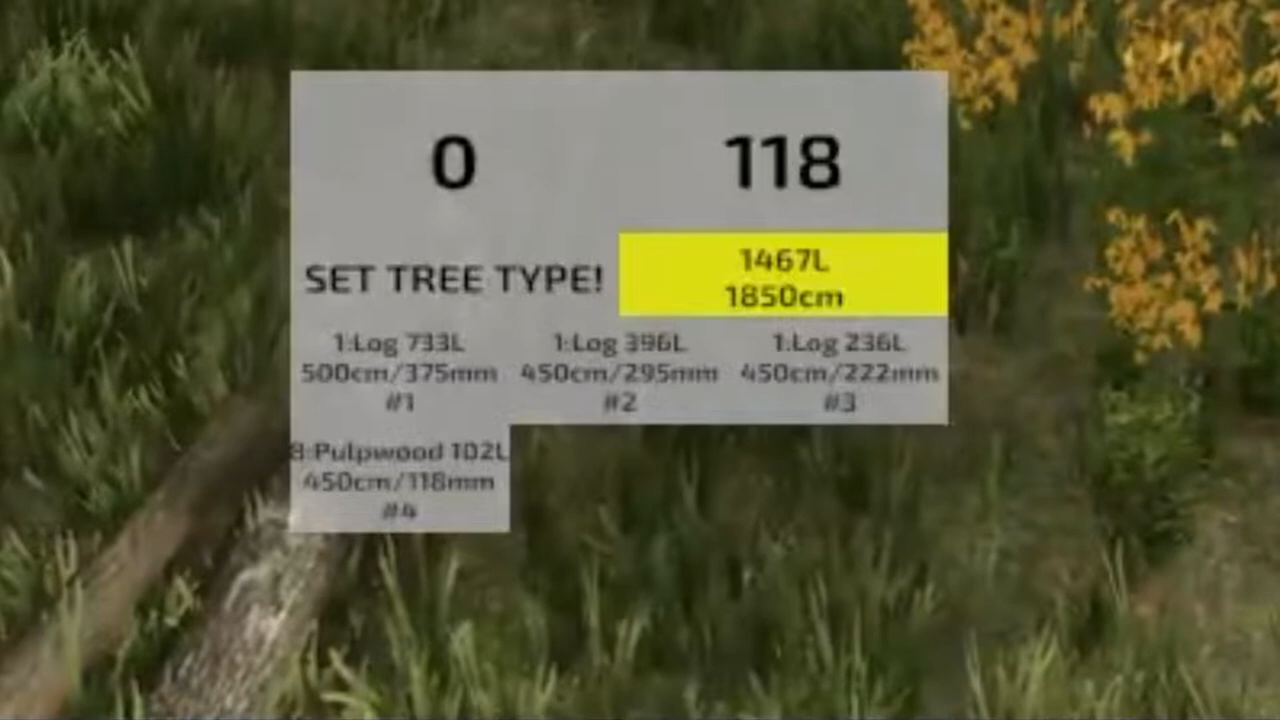 0 118
SET TREE TYPE!
1467L
1850cm
1:Log 733L 1:Log 396L 1:Log 236L
500cm/375mm 450cm/295mm 450cm/222mm
#1 #2 #3
8:Pulpwood 102L
450cm/118mm
#4